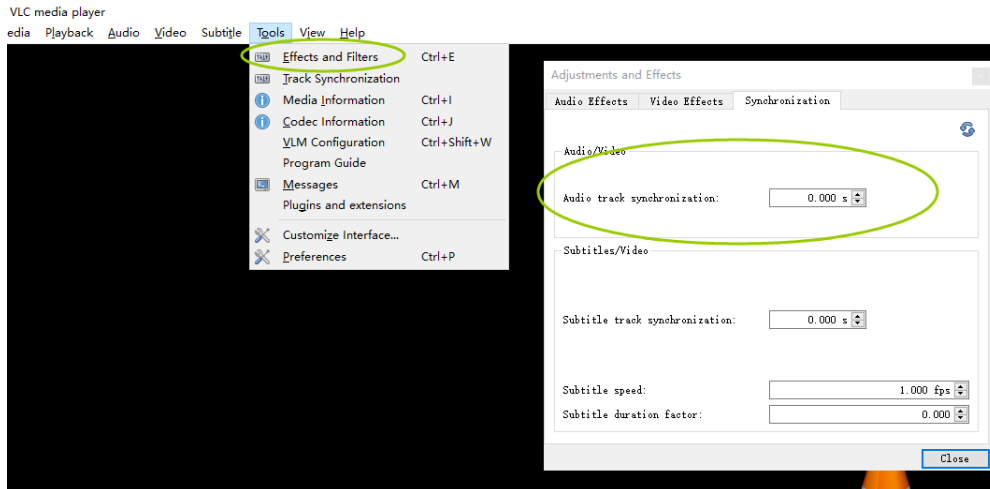 VLC media player
edia Playback Audio Video Subtitle Tools View Help
Effects and Filters Ctrl+E
Track Synchronization
Media Information Ctrl+I
Codec Information Ctrl+J
VLM Configuration Ctrl+Shift+W
Program Guide
Messages Ctrl+M
Plugins and extensions
Customize Interface...
Preferences Ctrl+P
Adjustments and Effects
Audio Effects Video Effects Synchronization
Audio/Video
Audio track synchronization: 0.000 s
Subtitles/Video
Subtitle track synchronization: 0.000 s
Subtitle speed: 1.000 fps
Subtitle duration factor: 0.000
Close